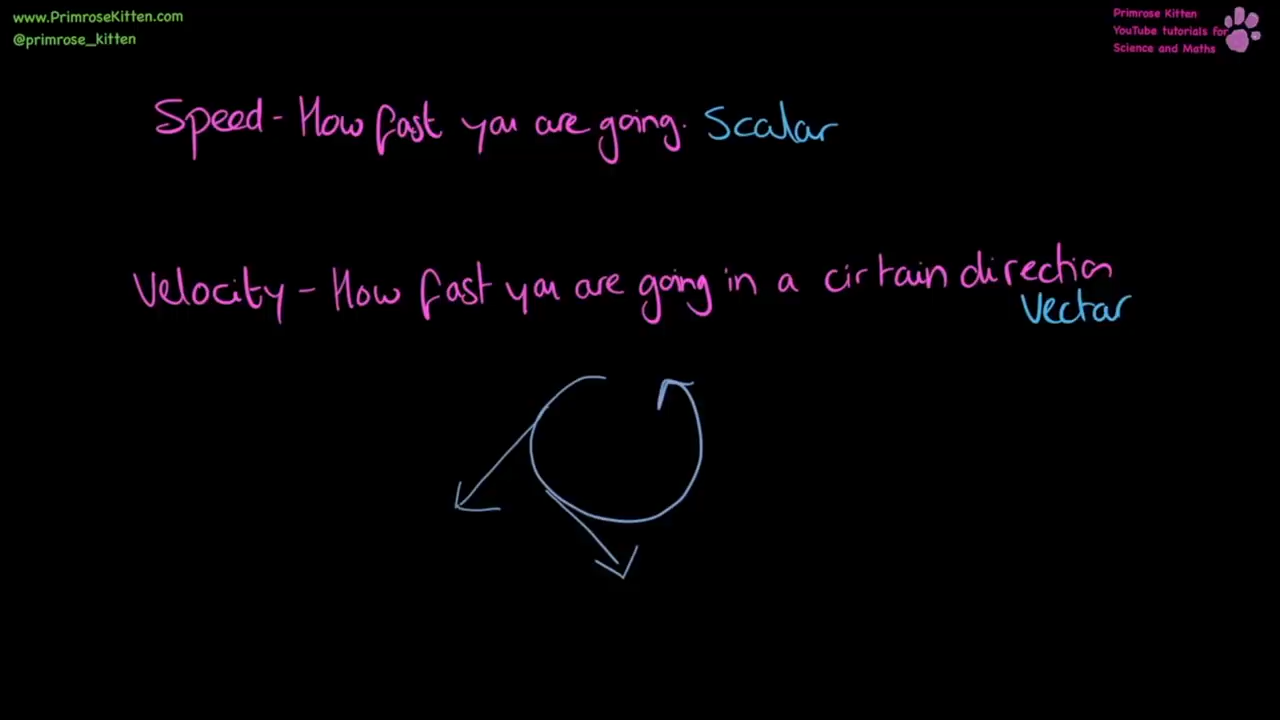 www.PrimroseKitten.com
@primrose_kitten
Primrose Kitten
YouTube tutorials for
Science and Maths
Speed - How fast you are going. Scalar
Velocity - How fast you are going in a cirtain direction
Vectar